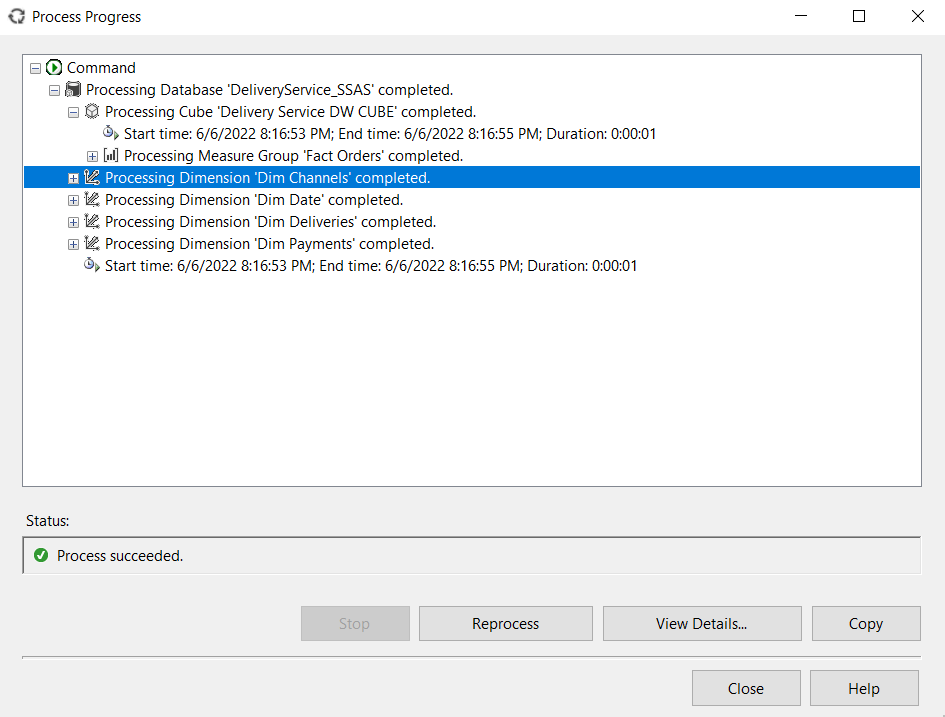 Process Progress
Command
Processing Database 'DeliveryService_SSAS' completed.
Processing Cube 'Delivery Service DW CUBE' completed.
Start time: 6/6/2022 8:16:53 PM; End time: 6/6/2022 8:16:55 PM; Duration: 0:00:01
Processing Measure Group 'Fact Orders' completed.
Processing Dimension 'Dim Channels' completed.
Processing Dimension 'Dim Date' completed.
Processing Dimension 'Dim Deliveries' completed.
Processing Dimension 'Dim Payments' completed.
Start time: 6/6/2022 8:16:53 PM; End time: 6/6/2022 8:16:55 PM; Duration: 0:00:01
Status:
Process succeeded.
Stop Reprocess View Details... Copy
Close Help